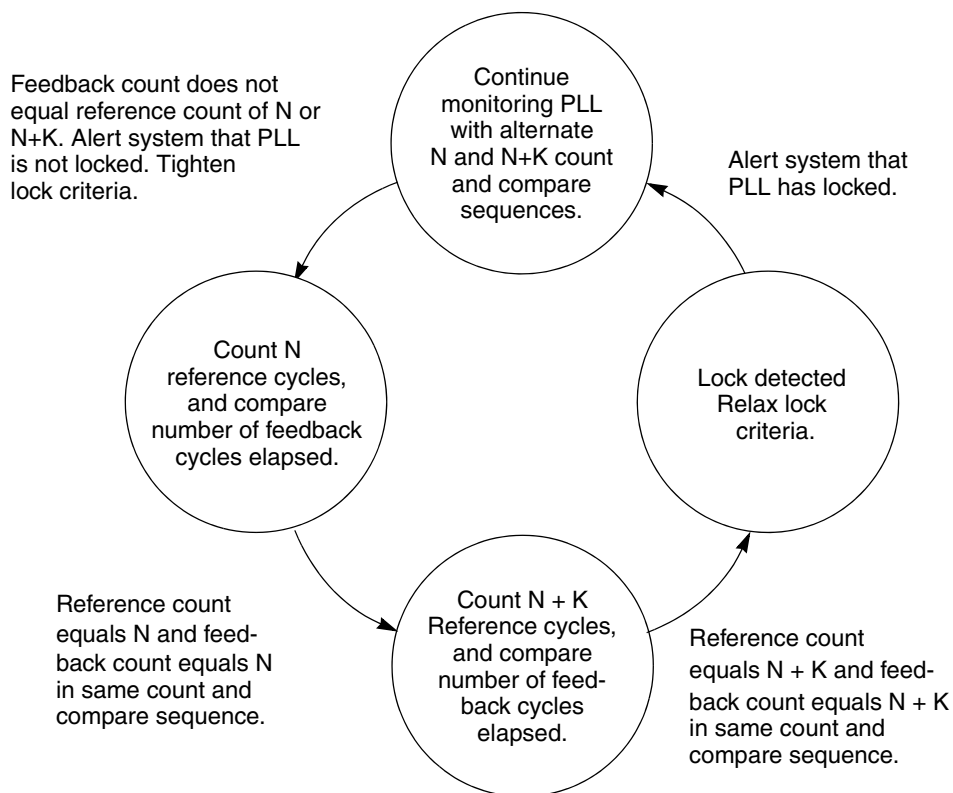 Feedback count does not
equal reference count of N or
N+K. Alert system that PLL
is not locked. Tighten
lock criteria.
Continue
monitoring PLL
with alternate
N and N+K count
and compare
sequences.
Alert system that
PLL has locked.
Count N
reference cycles,
and compare
number of feedback
cycles elapsed.
Lock detected
Relax lock
criteria.
Reference count
equals N and feed-
back count equals N
in same count and
compare sequence.
Count N + K
Reference cycles,
and compare
number of feed-
back cycles
elapsed.
Reference count
equals N + K and feed-
back count equals N + K
in same count and
compare sequence.